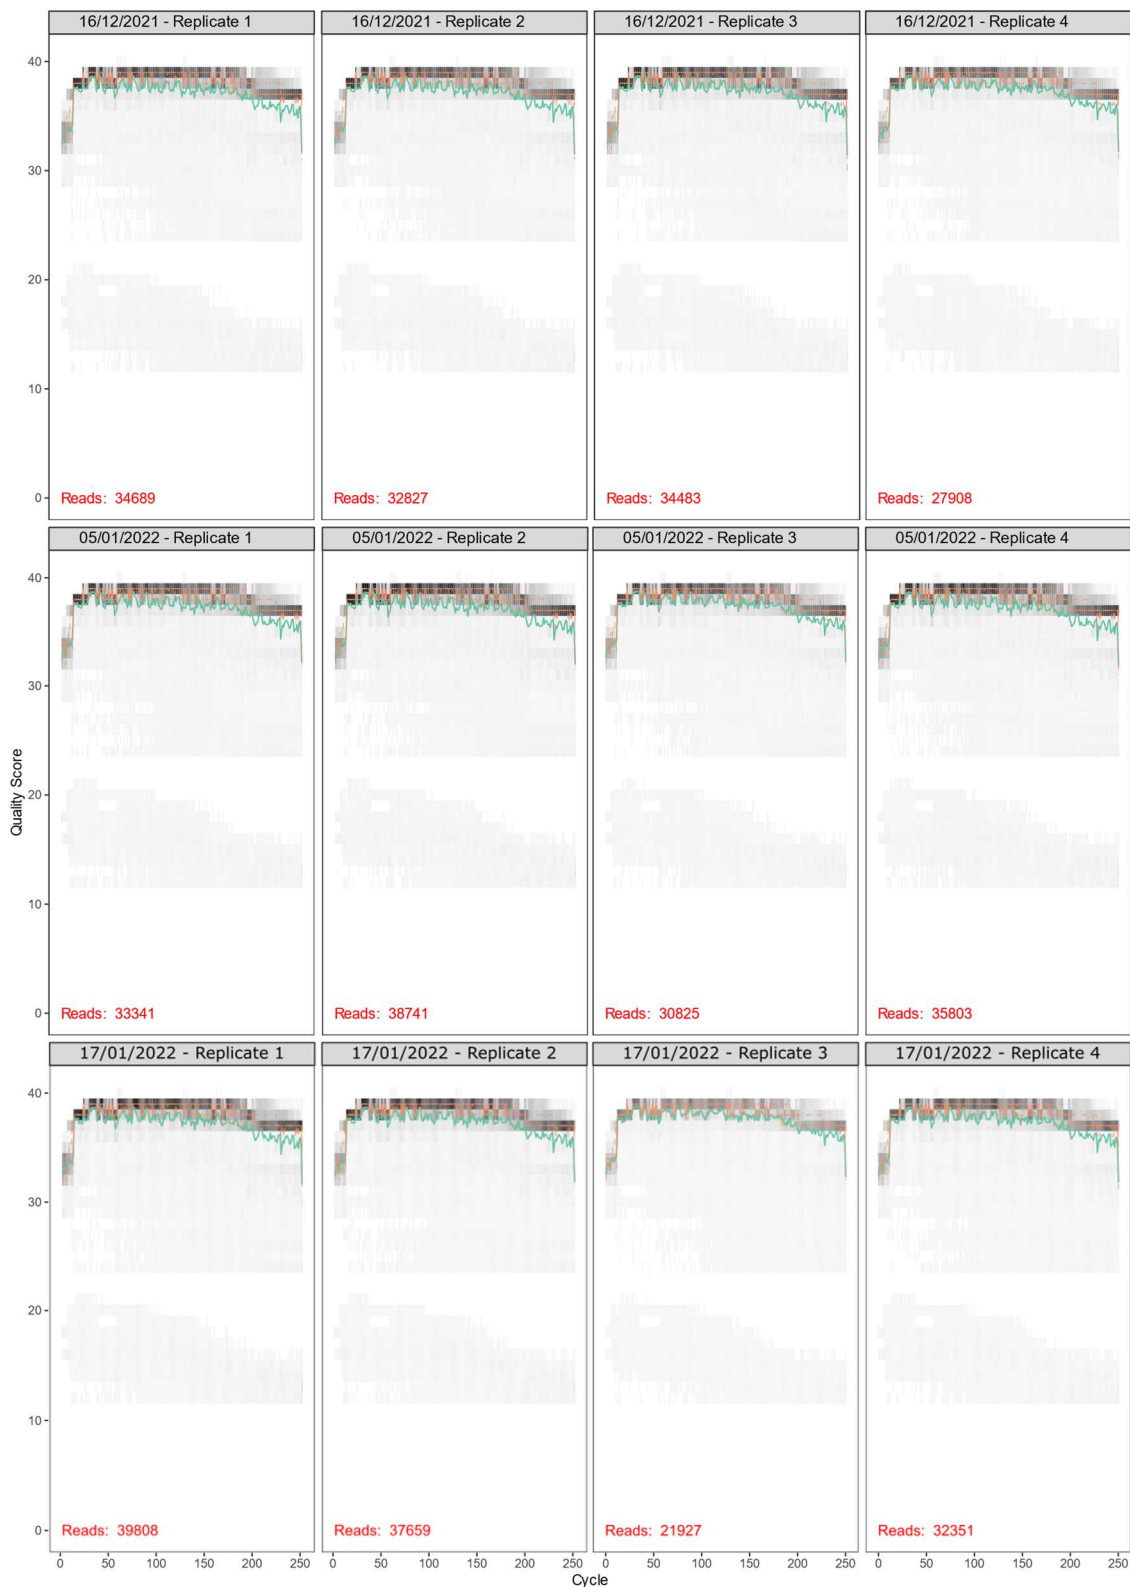 16/12/2021 - Replicate 1
16/12/2021 - Replicate 2
16/12/2021 - Replicate 3
16/12/2021 - Replicate 4
40
30
20
10
0
Reads: 34689
Reads: 32827
Reads: 34483
Reads: 27908
05/01/2022 - Replicate 1
05/01/2022 - Replicate 2
05/01/2022 - Replicate 3
05/01/2022 - Replicate 4
40
30
Quality Score
20
10
0
Reads: 33341
Reads: 38741
Reads: 30825
Reads: 35803
17/01/2022 - Replicate 1
17/01/2022 - Replicate 2
17/01/2022 - Replicate 3
17/01/2022 - Replicate 4
40
30
20
10
0
Reads: 39808
Reads: 37659
Reads: 21927
Reads: 32351
0 50 100 150 200 250
0 50 100 150 200 250
0 50 100 150 200 250
0 50 100 150 200 250
Cycle